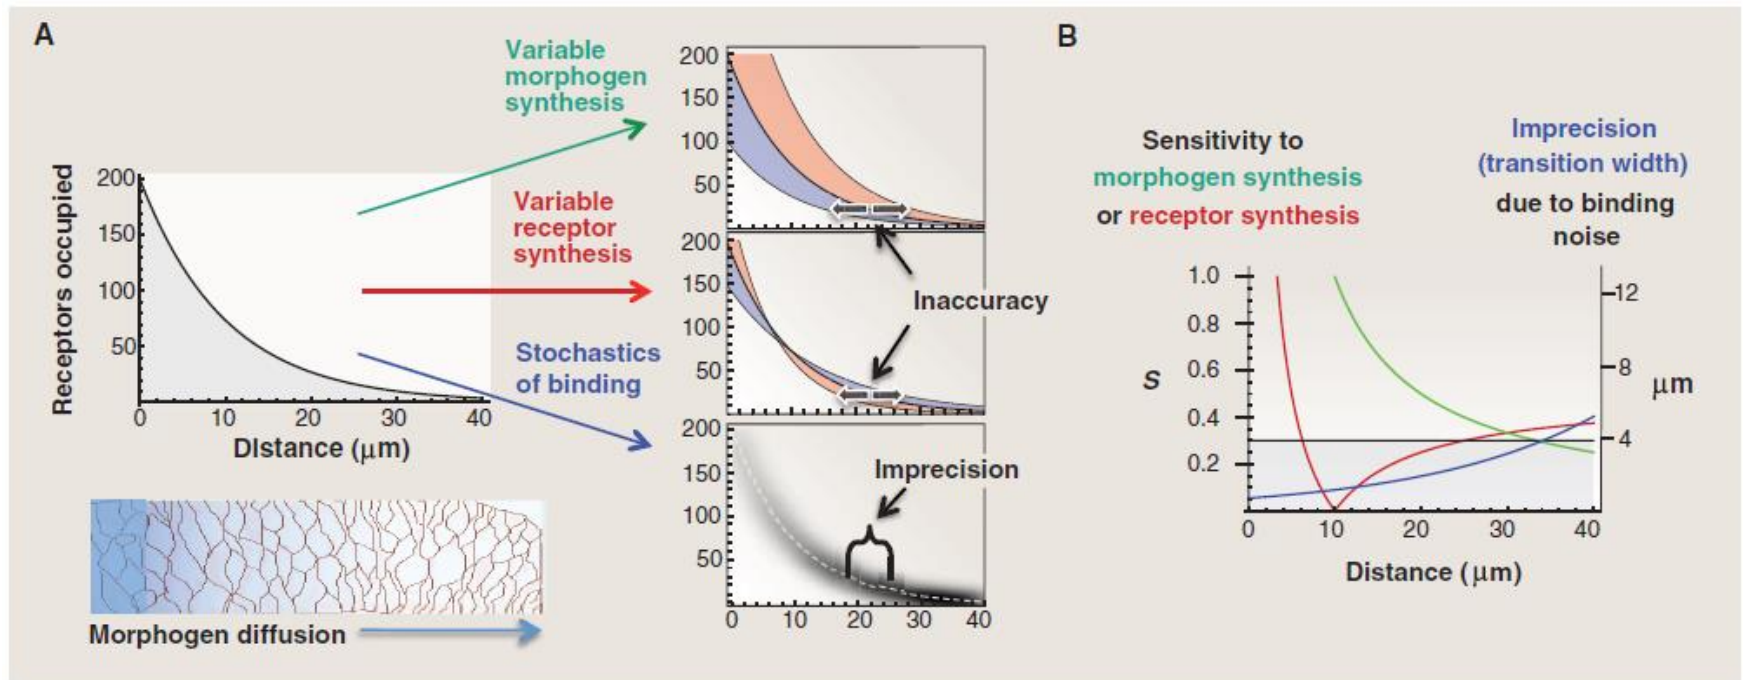 A
Variable
morphogen
synthesis
Variable
receptor
synthesis
Stochastics
of binding
Receptors occupied
200
150
100
50
0
10
20
30
40
DIstance (μm)
Morphogen diffusion
200
150
100
50
200
150
100
50
Inaccuracy
200
150
100
50
Imprecision
0
10
20
30
40
B
Sensitivity to
morphogen synthesis
or receptor synthesis
Imprecision
(transition width)
due to binding
noise
S
1.0
0.8
0.6
0.4
0.2
12
8
4
μm
0
10
20
30
40
Distance (μm)